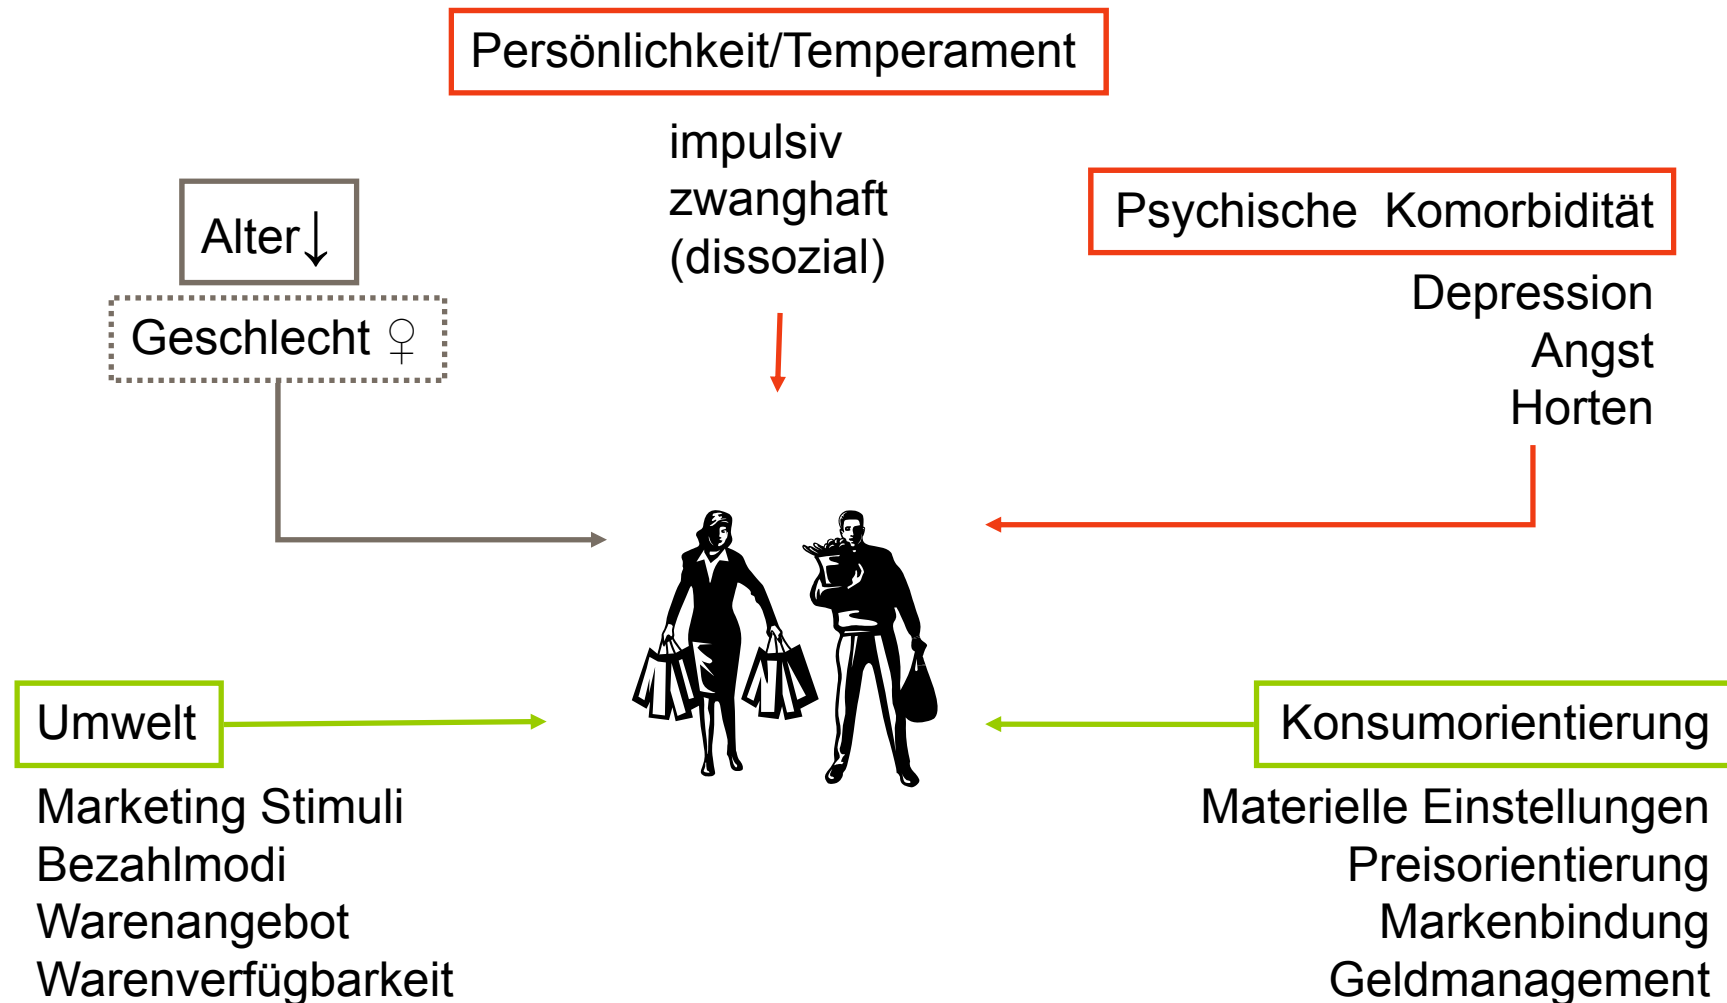 Persönlichkeit/Temperament
impulsiv
zwanghaft
(dissozial)
Alter↓
Geschlecht ♀
Psychische Komorbidität
Depression
Angst
Horten
Umwelt
Marketing Stimuli
Bezahlmodi
Warenangebot
Warenverfügbarkeit
Konsumorientierung
Materielle Einstellungen
Preisorientierung
Markenbindung
Geldmanagement